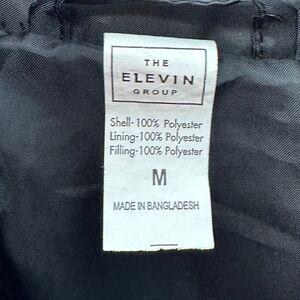 THE
ELEVIN
GROUP
Shell-100% Polyester
Lining-100% Polyester
Filling-100% Polyester
M
MADE IN BANGLADESH